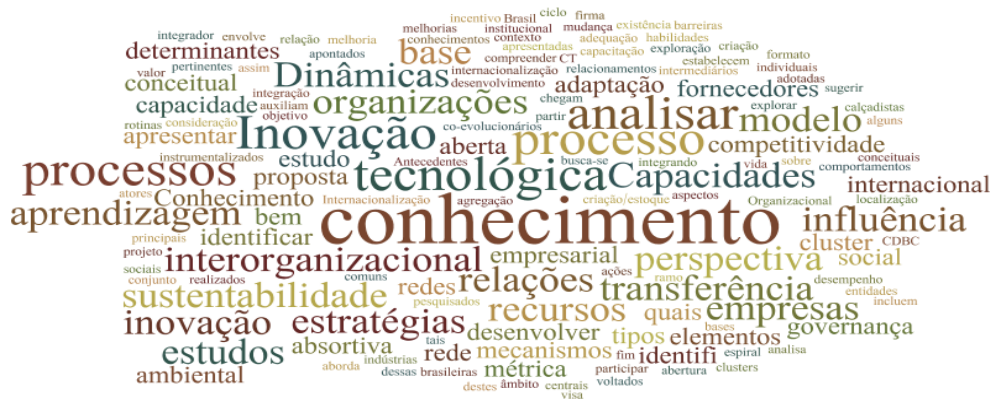 incentivo Brasil ciclo firma
integrador envolve relação melhoria melhorias institucional mudança existência barreiras
determinantes apontados conhecimentos contexto adequação habilidades
base apresentadas capacitação exploração criação formato
valor pertinentes assim compreender CT estabelecem
conceitual Dinâmicas internacionalização relacionamentos intermediários individuais
integração desenvolvimento adaptação fornecedores adotadas sugerir
capacidade auxiliam organizações chegam analisar modelo explorar calçadistas
rotinas consideração objetivo partir alguns
apresentar Inovação co-evolucionários aberta processo competitividade
instrumentalizados estudo Antecedentes busca-se integrando vida sobre conceituais
processos proposta tecnológica Capacidades comportamentos internacional
atores Conhecimento Internacionalização agregação criação/estoque aspectos Organizacional localização
aprendizagem bem conhecimento influência
principais identificar cluster CDBC
projeto interorganizacional empresarial perspectiva social
sociais ações ramo desempenho
conjunto realizados comuns redes relações transferência entidades
sustentabilidade pesquisados recursos quais empresas incluem
inovação estratégias desenvolver tipos bases elementos governança
tais
estudos absortiva rede mecanismos fim identifi espiral analisa
indústrias
ambiental aborda dessas brasileiras métrica participar abertura clusters
destes âmbito centrais voltados
visa